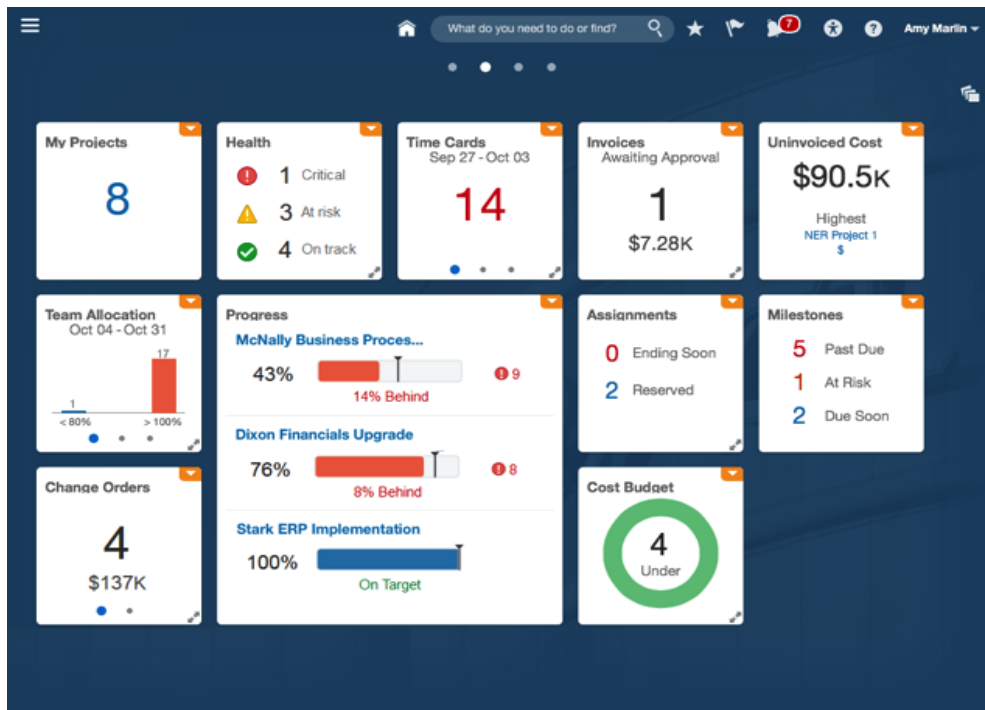 What do you need to do or find?
7
Amy Marlin
My Projects
8
Health
1 Critical
3 At risk
4 On track
Time Cards
Sep 27 - Oct 03
14
Invoices
Awaiting Approval
1
$7.28K
Uninvoiced Cost
$90.5K
Highest
NER Project 1
$
Team Allocation
Oct 04 - Oct 31
17
1
< 80%
> 100%
Progress
McNally Business Proces...
43%
9
14% Behind
Dixon Financials Upgrade
76%
8
8% Behind
Stark ERP Implementation
100%
On Target
Assignments
0 Ending Soon
2 Reserved
Milestones
5 Past Due
1 At Risk
2 Due Soon
Change Orders
4
$137K
Cost Budget
4
Under